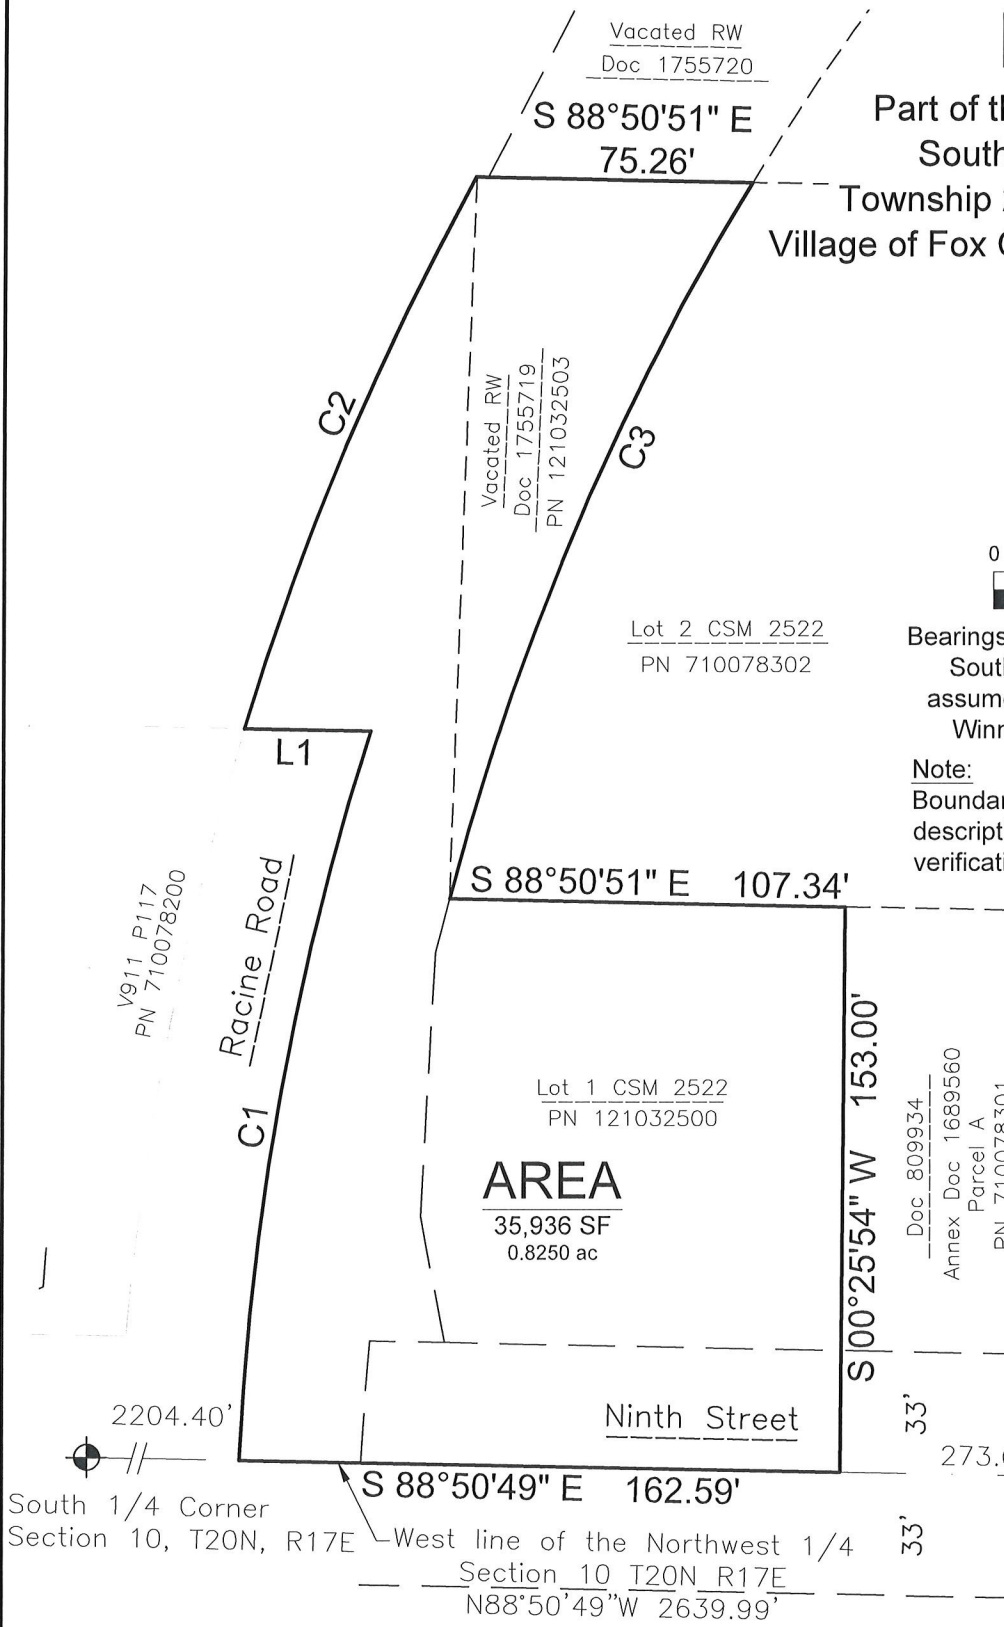 Vacated RW
Doc 1755720
S 88°50'51" E
75.26'
Part of th
South
Township
Village of Fox
C2
C3
Vacated RW
Doc 1755719
PN 121032503
0
Lot 2 CSM 2522
PN 710078302
Bearings
South
assume
Winn
Note:
Boundar
descript
verificati
L1
V911 P117
PN 710078200
Racine Road
S 88°50'51" E 107.34'
C1
Lot 1 CSM 2522
PN 121032500
AREA
35,936 SF
0.8250 ac
S 00°25'54" W 153.00'
Doc 809934
Annex Doc 1689560
Parcel A
PN 710078301
2204.40'
Ninth Street
33'
273.
S 88°50'49" E 162.59'
South 1/4 Corner
Section 10, T20N, R17E
West line of the Northwest 1/4
Section 10 T20N R17E
N88°50'49"W 2639.99'
33'